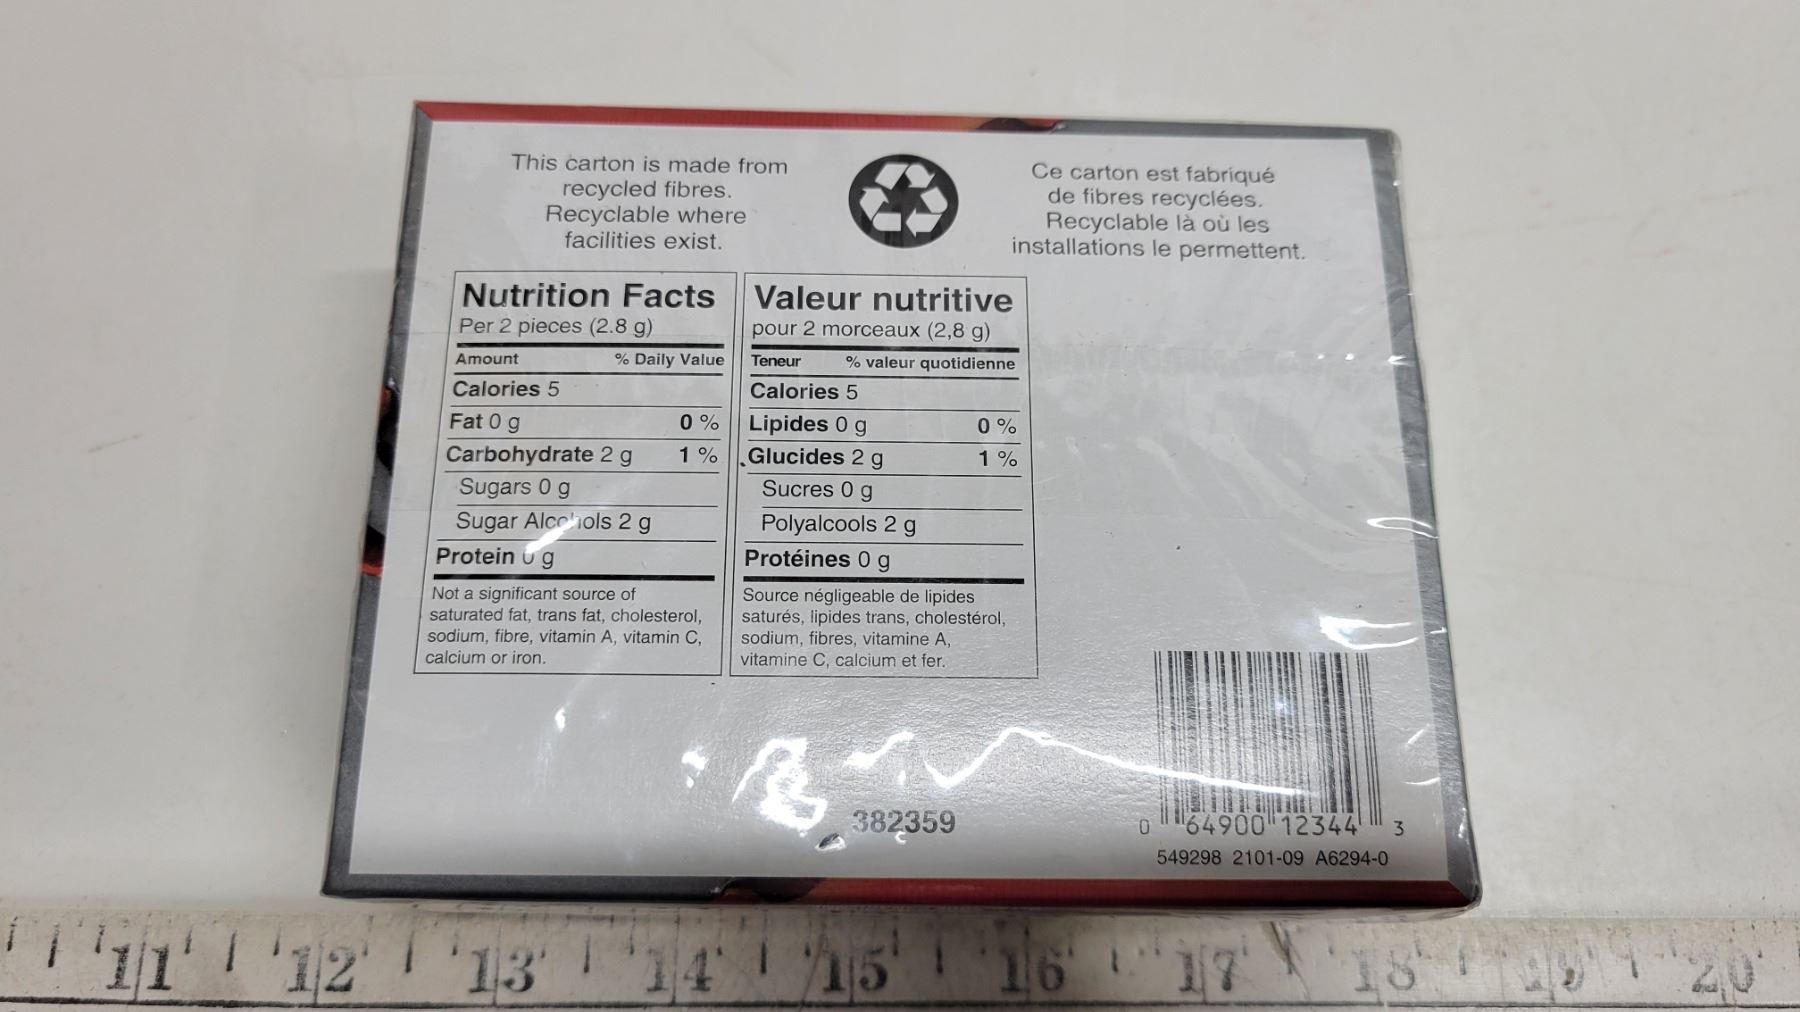 This carton is made from
recycled fibres.
Recyclable where
facilities exist.
Ce carton est fabriqué
de fibres recyclées.
Recyclable là où les
installations le permettent.
Nutrition Facts
Per 2 pieces (2.8 g)
Amount % Daily Value
Calories 5
Fat 0 g 0 %
Carbohydrate 2 g 1 %
Sugars 0 g
Sugar Alcohols 2 g
Protein 0 g
Not a significant source of
saturated fat, trans fat, cholesterol,
sodium, fibre, vitamin A, vitamin C,
calcium or iron.
Valeur nutritive
pour 2 morceaux (2,8 g)
Teneur % valeur quotidienne
Calories 5
Lipides 0 g 0 %
Glucides 2 g 1 %
Sucres 0 g
Polyalcools 2 g
Protéines 0 g
Source négligeable de lipides
saturés, lipides trans, cholestérol,
sodium, fibres, vitamine A,
vitamine C, calcium et fer.
382359
0 64900 12344 3
549298 2101-09 A6294-0
11 12 13 14 15 16 17 18 19 20